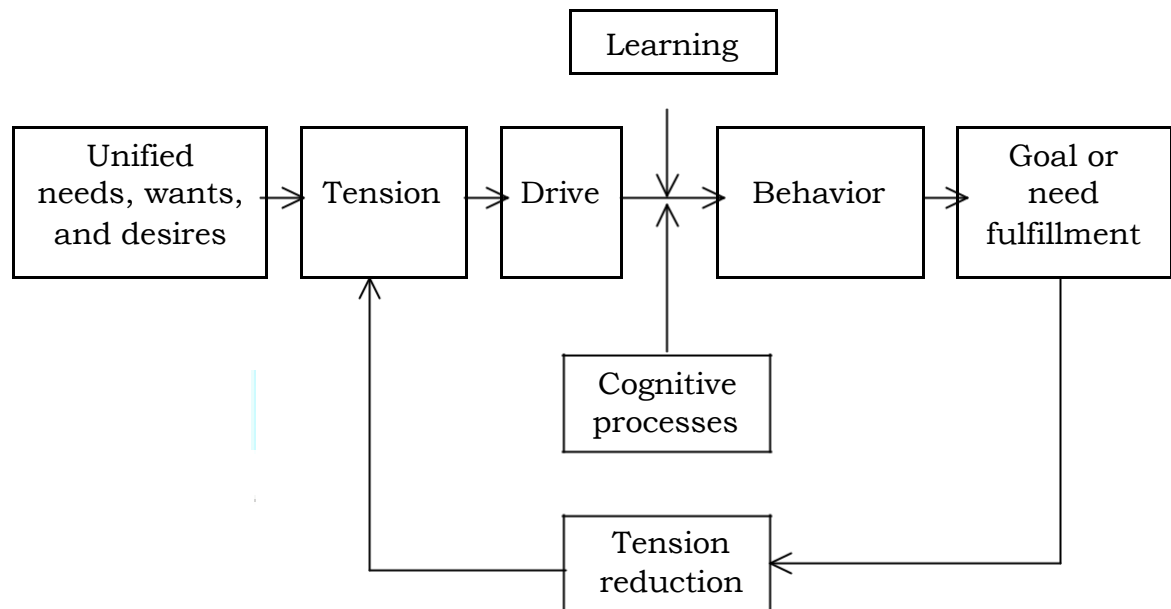 Learning
Unified
needs, wants,
and desires
Tension
Drive
Behavior
Goal or
need
fulfillment
Cognitive
processes
Tension
reduction